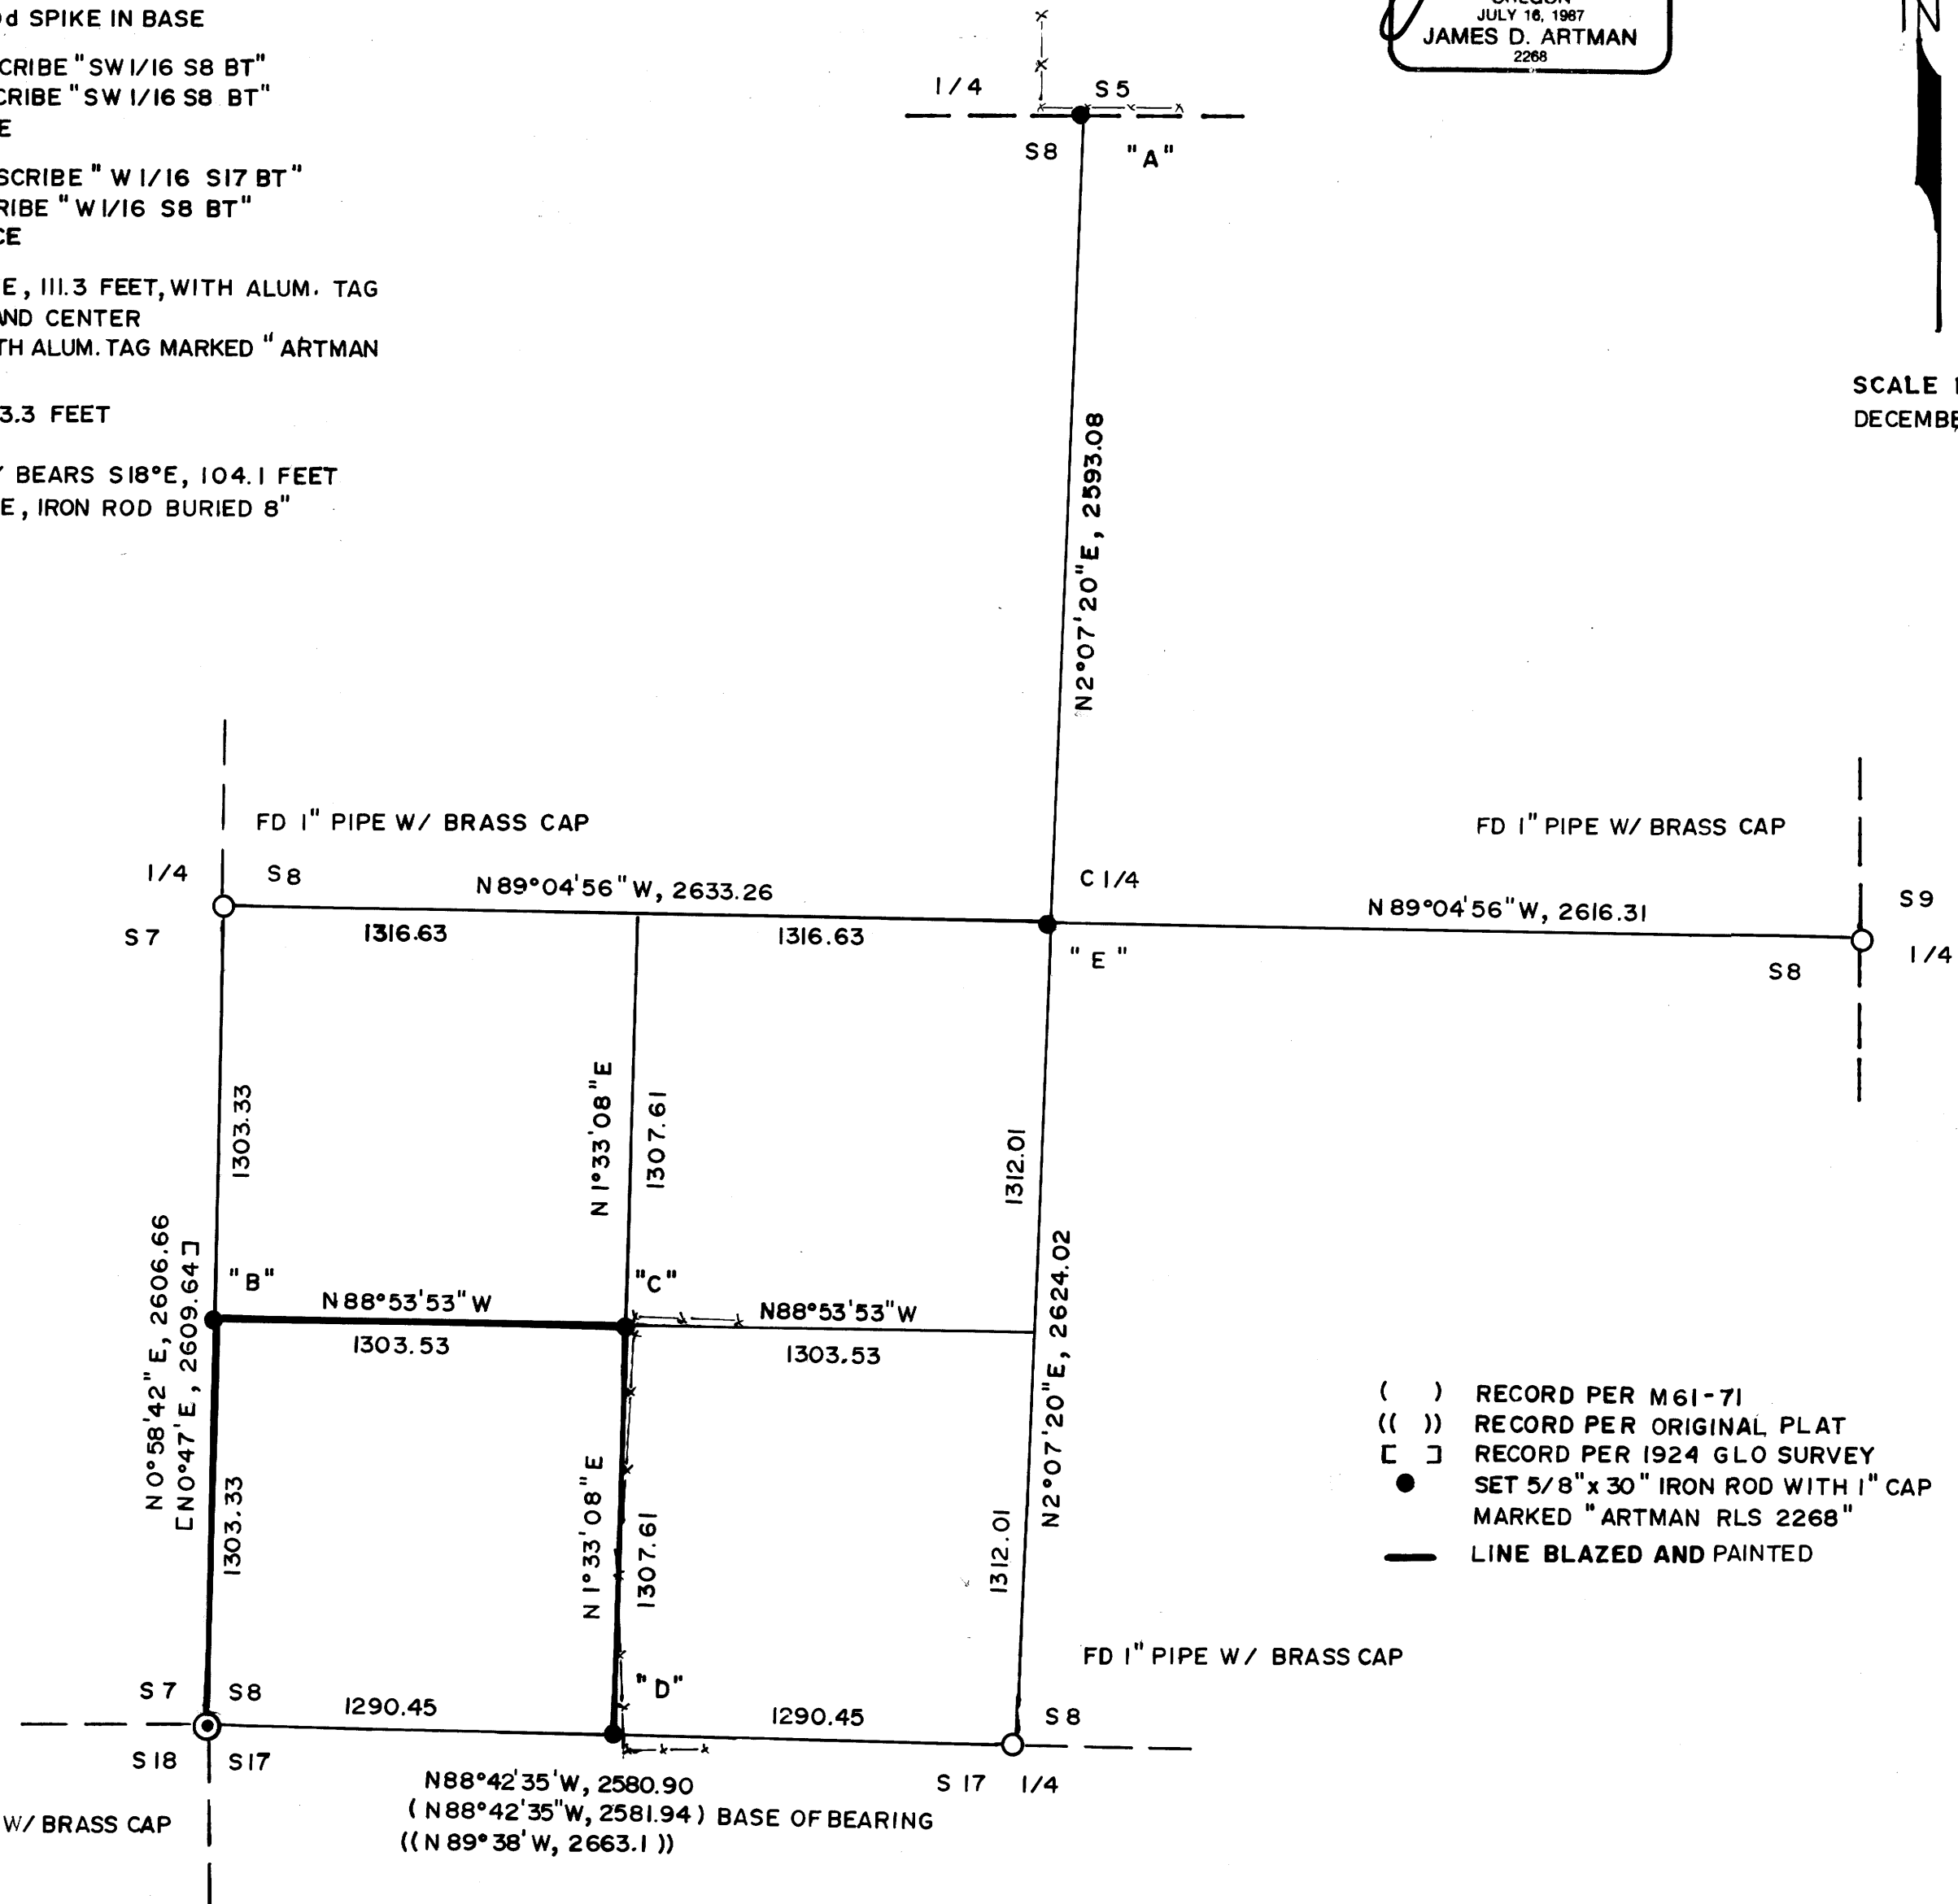 d SPIKE IN BASE
CRIBE "SW 1/16 S8 BT"
CRIBE "SW 1/16 S8 BT"
E
SCRIBE "W 1/16 S17 BT"
RIBE "W 1/16 S8 BT"
CE
E, 111.3 FEET, WITH ALUM. TAG
AND CENTER
TH ALUM. TAG MARKED "ARTMAN
3.3 FEET
BEARS S18°E, 104.1 FEET
E, IRON ROD BURIED 8"
OREGON
JULY 16, 1987
JAMES D. ARTMAN
2268
N
SCALE
DECEMBE
1/4
S5
S8
"A"
N2°07'20"E, 2593.08
FD 1" PIPE W/ BRASS CAP
FD 1" PIPE W/ BRASS CAP
1/4
S8
N89°04'56"W, 2633.26
C 1/4
N89°04'56"W, 2616.31
S9
S7
1316.63
1316.63
"E"
S8
1/4
1303.33
N 1°33'08"E
1307.61
1312.01
N0°58'42"E, 2606.66
[N0°47'E, 2609.64]
"B"
N88°53'53"W
1303.53
"C"
N88°53'53"W
1303.53
N2°07'20"E, 2624.02
1303.33
N 1°33'08"E
1307.61
1312.01
( ) RECORD PER M61-71
(( )) RECORD PER ORIGINAL PLAT
[ ] RECORD PER 1924 GLO SURVEY
SET 5/8" x 30" IRON ROD WITH 1" CAP
MARKED "ARTMAN RLS 2268"
LINE BLAZED AND PAINTED
FD 1" PIPE W/ BRASS CAP
S7
S8
1290.45
"D"
1290.45
S8
S18
S17
S 17
1/4
N88°42'35'W, 2580.90
(N88°42'35"W, 2581.94) BASE OF BEARING
((N 89°38'W, 2663.1))
W/ BRASS CAP